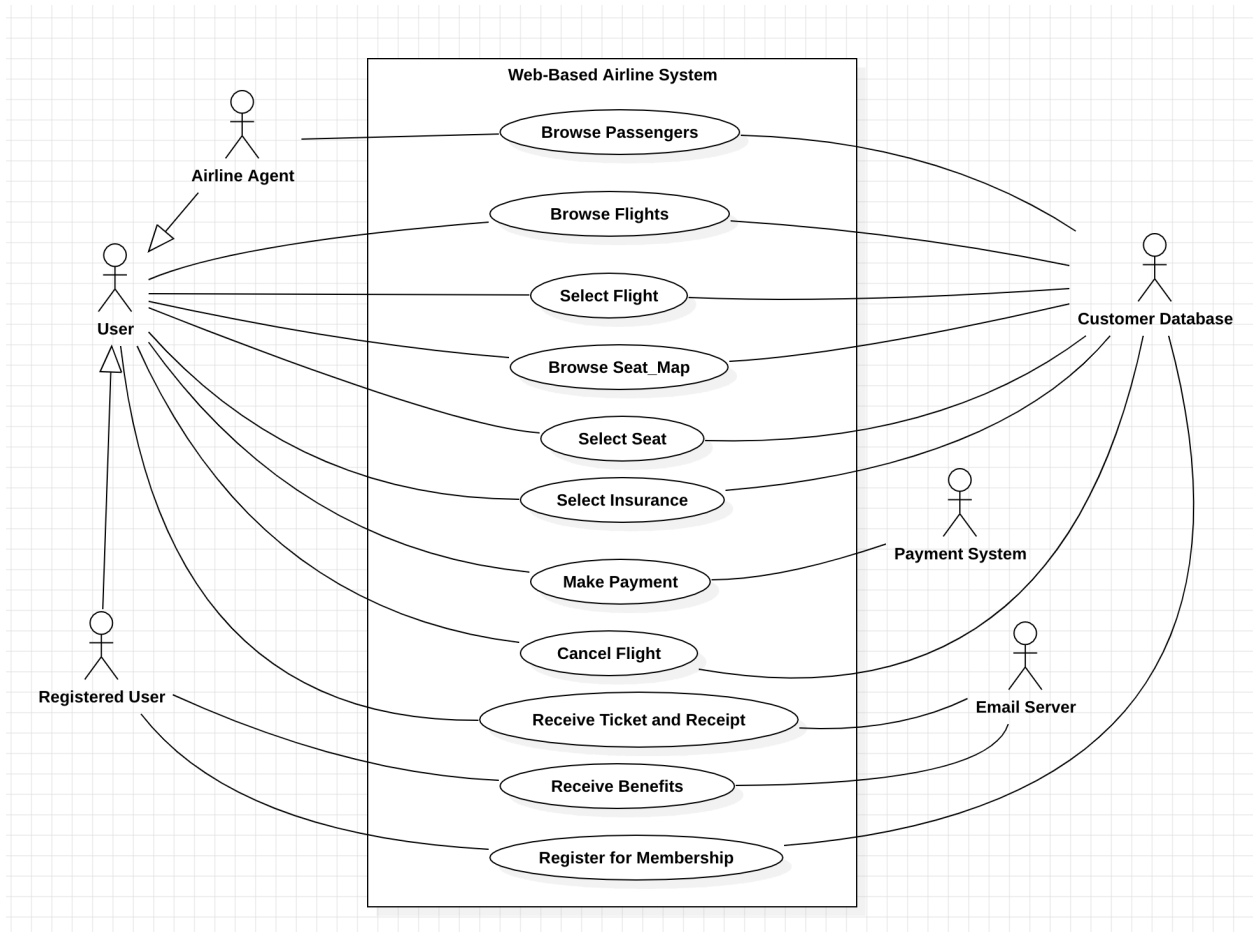 Web-Based Airline System
Browse Passengers
Airline Agent
Browse Flights
Select Flight
User
Customer Database
Browse Seat_Map
Select Seat
Select Insurance
Payment System
Make Payment
Cancel Flight
Registered User
Email Server
Receive Ticket and Receipt
Receive Benefits
Register for Membership